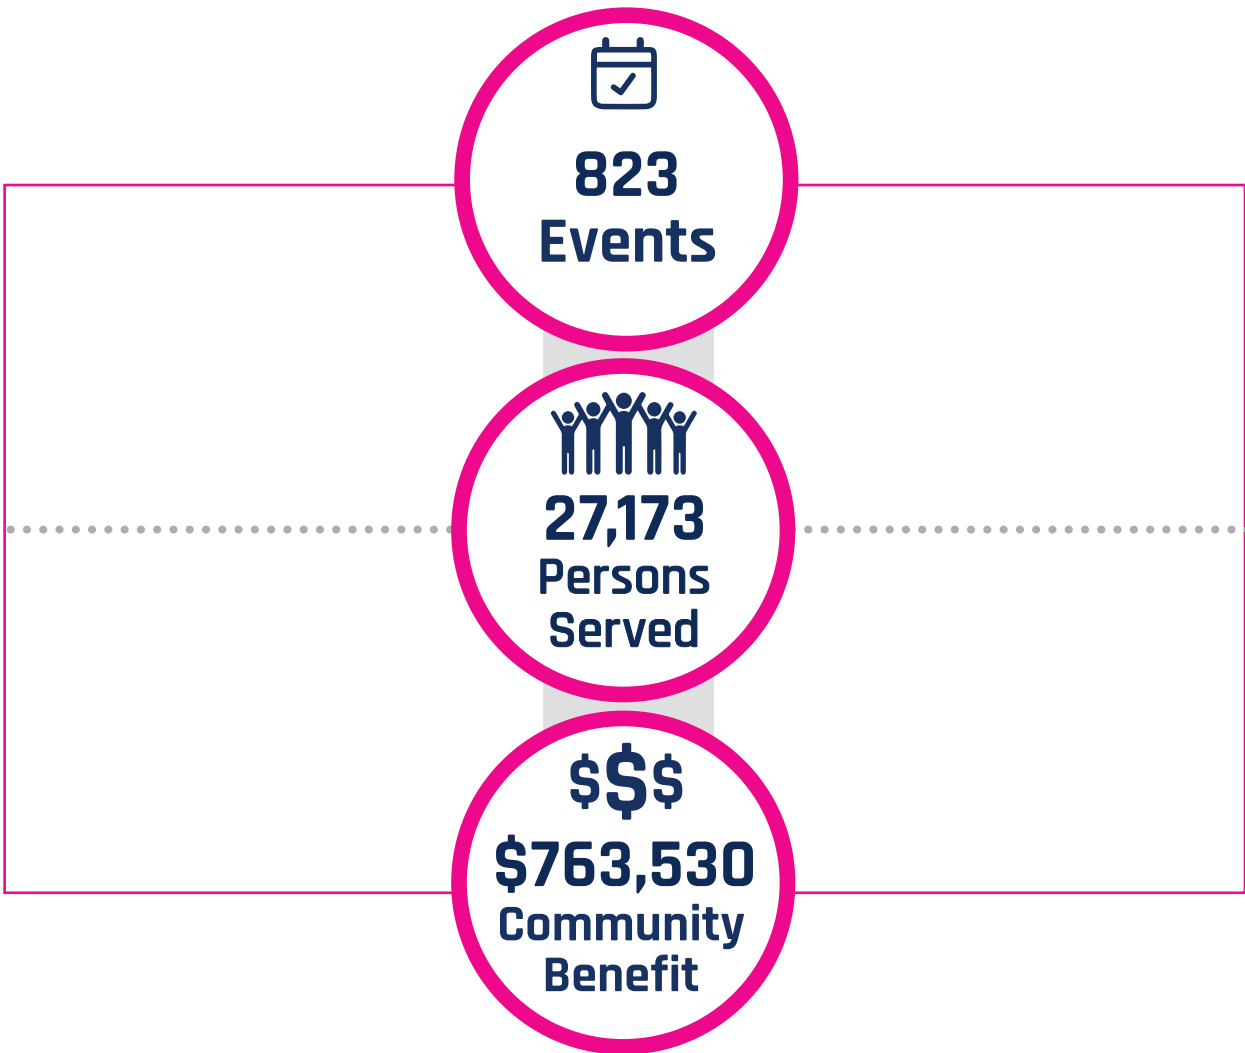 823
Events
27,173
Persons
Served
$$$
$763,530
Community
Benefit